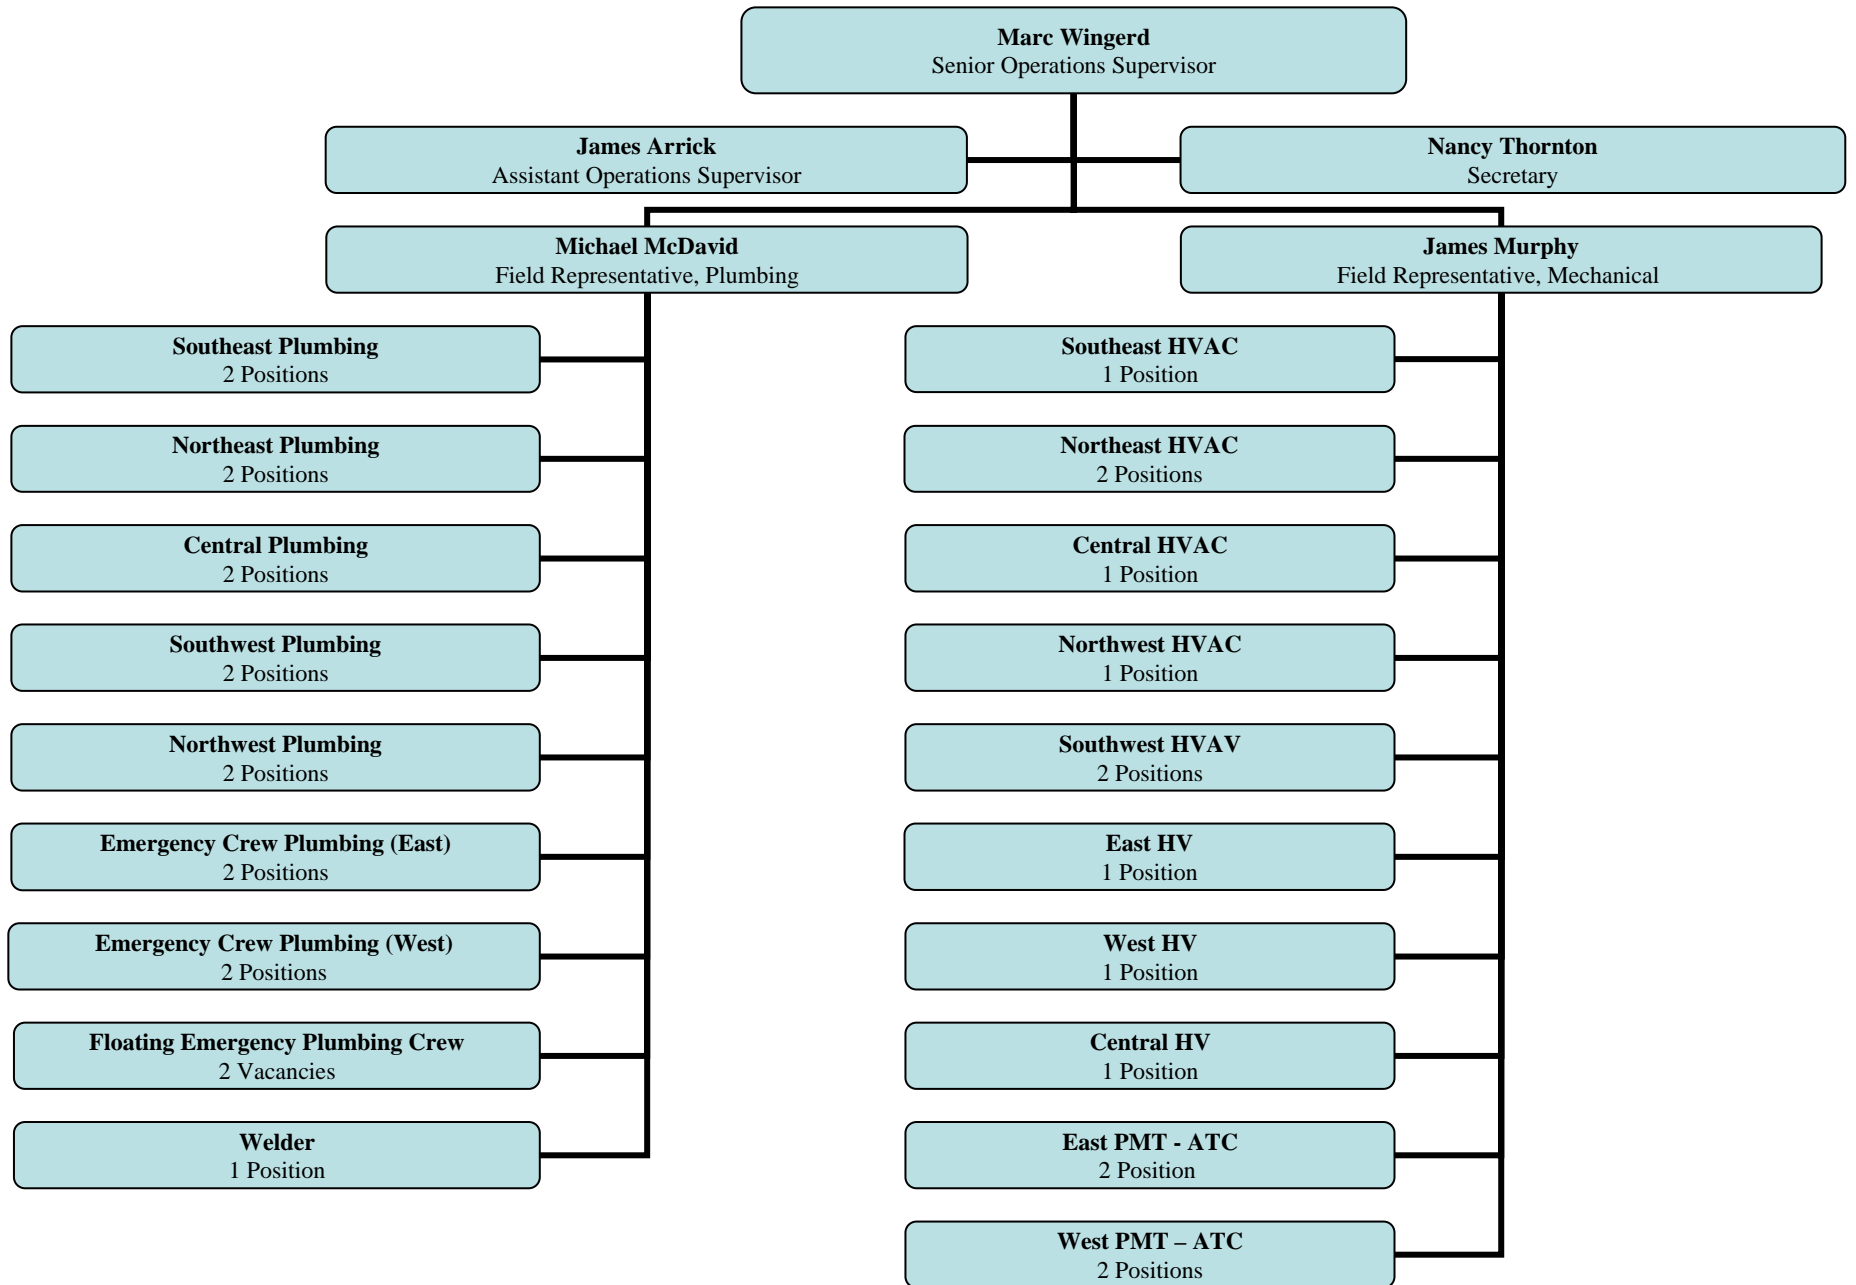 Marc Wingerd
Senior Operations Supervisor
James Arrick
Assistant Operations Supervisor
Nancy Thornton
Secretary
Michael McDavid
Field Representative, Plumbing
James Murphy
Field Representative, Mechanical
Southeast Plumbing
2 Positions
Northeast Plumbing
2 Positions
Central Plumbing
2 Positions
Southwest Plumbing
2 Positions
Northwest Plumbing
2 Positions
Emergency Crew Plumbing (East)
2 Positions
Emergency Crew Plumbing (West)
2 Positions
Floating Emergency Plumbing Crew
2 Vacancies
Welder
1 Position
Southeast HVAC
1 Position
Northeast HVAC
2 Positions
Central HVAC
1 Position
Northwest HVAC
1 Position
Southwest HVAV
2 Positions
East HV
1 Position
West HV
1 Position
Central HV
1 Position
East PMT - ATC
2 Position
West PMT – ATC
2 Positions